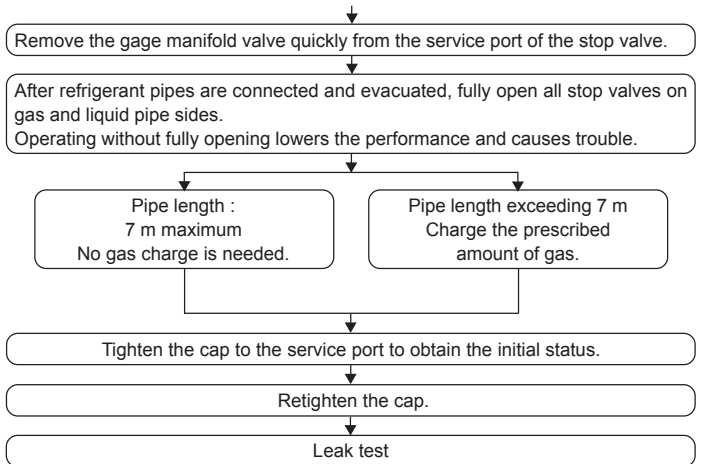 Remove the gage manifold valve quickly from the service port of the stop valve.
After refrigerant pipes are connected and evacuated, fully open all stop valves on
gas and liquid pipe sides.
Operating without fully opening lowers the performance and causes trouble.
Pipe length :
7 m maximum
No gas charge is needed.
Pipe length exceeding 7 m
Charge the prescribed
amount of gas.
Tighten the cap to the service port to obtain the initial status.
Retighten the cap.
Leak test